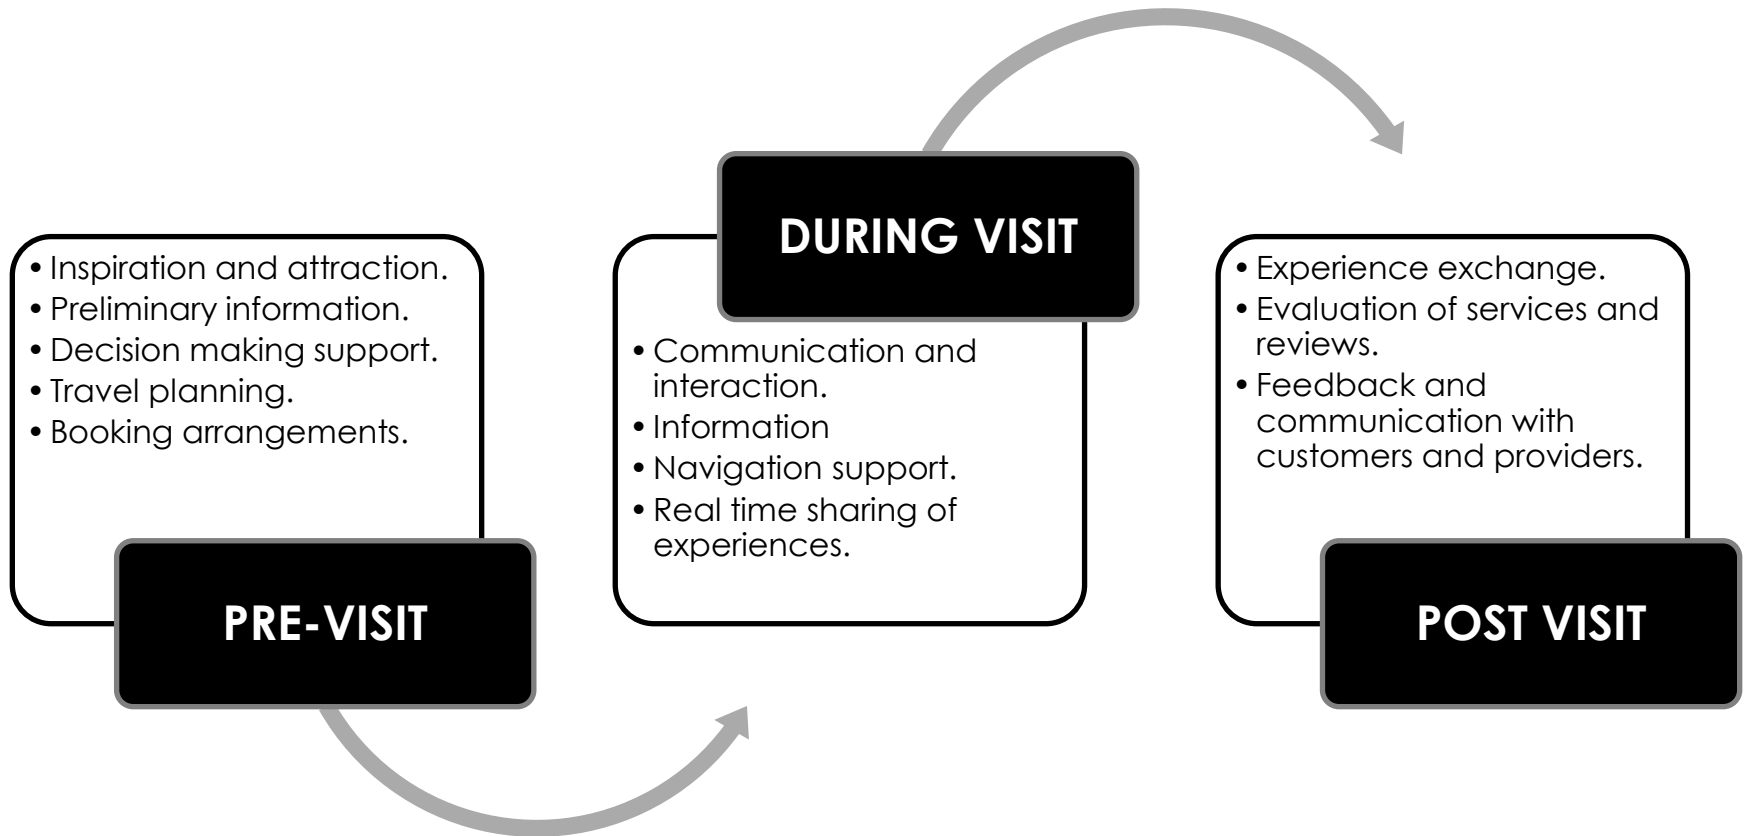 • Inspiration and attraction.
• Preliminary information.
• Decision making support.
• Travel planning.
• Booking arrangements.
PRE-VISIT
DURING VISIT
• Communication and
interaction.
• Information
• Navigation support.
• Real time sharing of
experiences.
• Experience exchange.
• Evaluation of services and
reviews.
• Feedback and
communication with
customers and providers.
POST VISIT